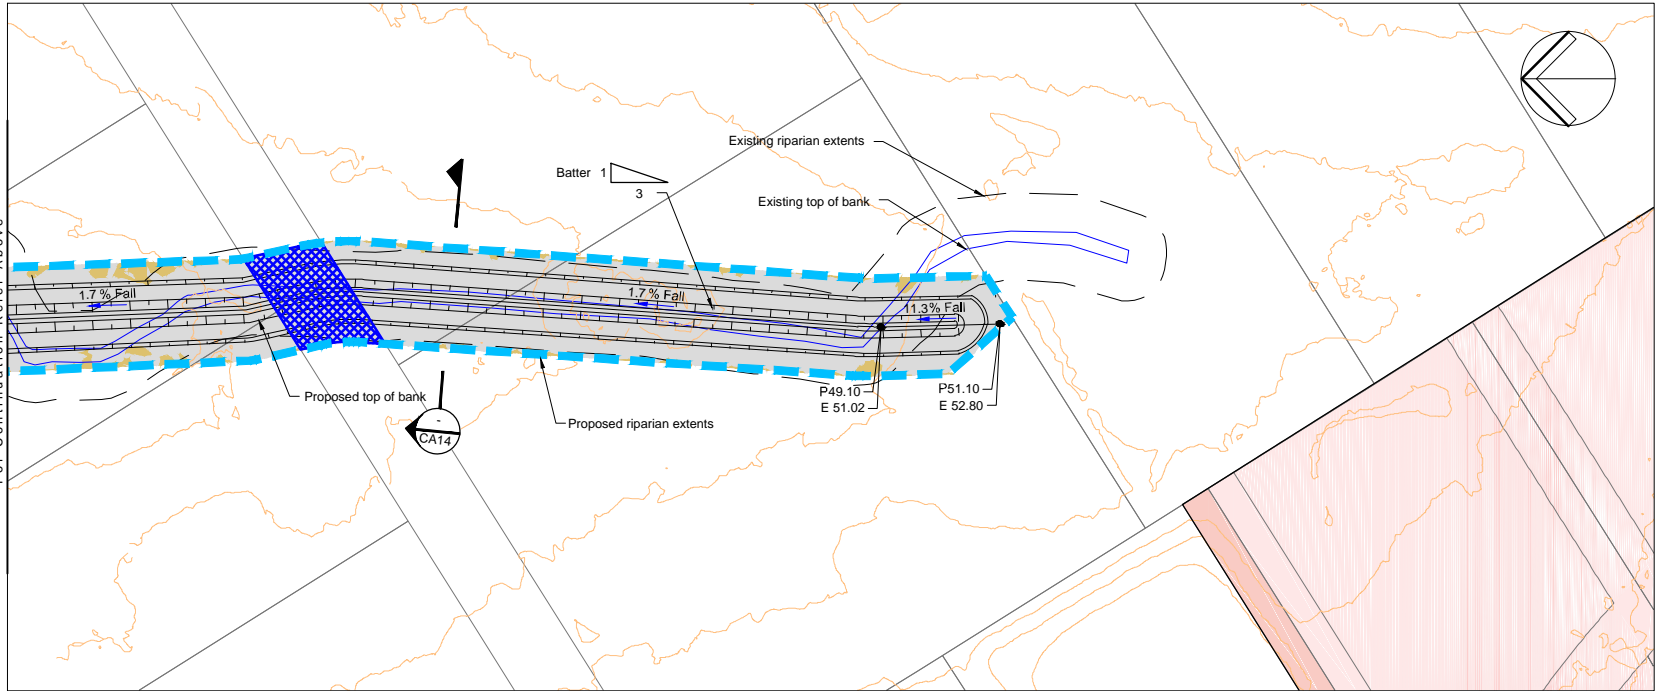 Existing riparian extents
Batter 1
3
Existing top of bank
1.7 % Fall
1.7 % Fall
11.3% Fall
P49.10
E 51.02
P51.10
E 52.80
Proposed top of bank
Proposed riparian extents
-
CA14